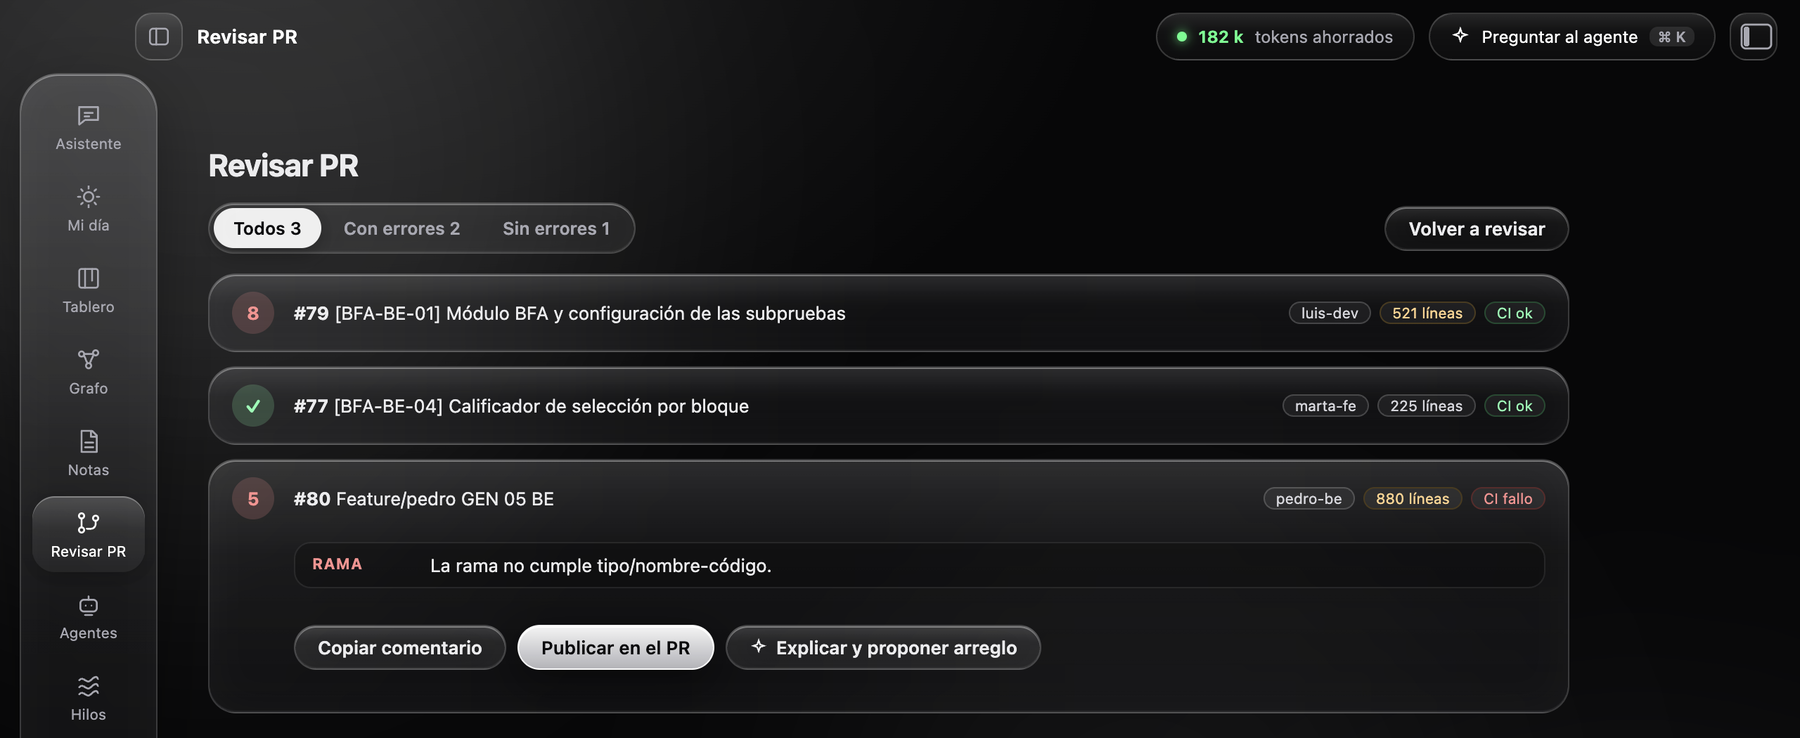 Revisar PR
182 k tokens ahorrados
Preguntar al agente ⌘ K
Asistente
Mi día
Tablero
Grafo
Notas
Revisar PR
Agentes
Hilos
Revisar PR
Todos 3
Con errores 2
Sin errores 1
Volver a revisar
8 #79 [BFA-BE-01] Módulo BFA y configuración de las subpruebas luis-dev 521 líneas CI ok
#77 [BFA-BE-04] Calificador de selección por bloque marta-fe 225 líneas CI ok
5 #80 Feature/pedro GEN 05 BE pedro-be 880 líneas CI fallo
RAMA La rama no cumple tipo/nombre-código.
Copiar comentario
Publicar en el PR
Explicar y proponer arreglo